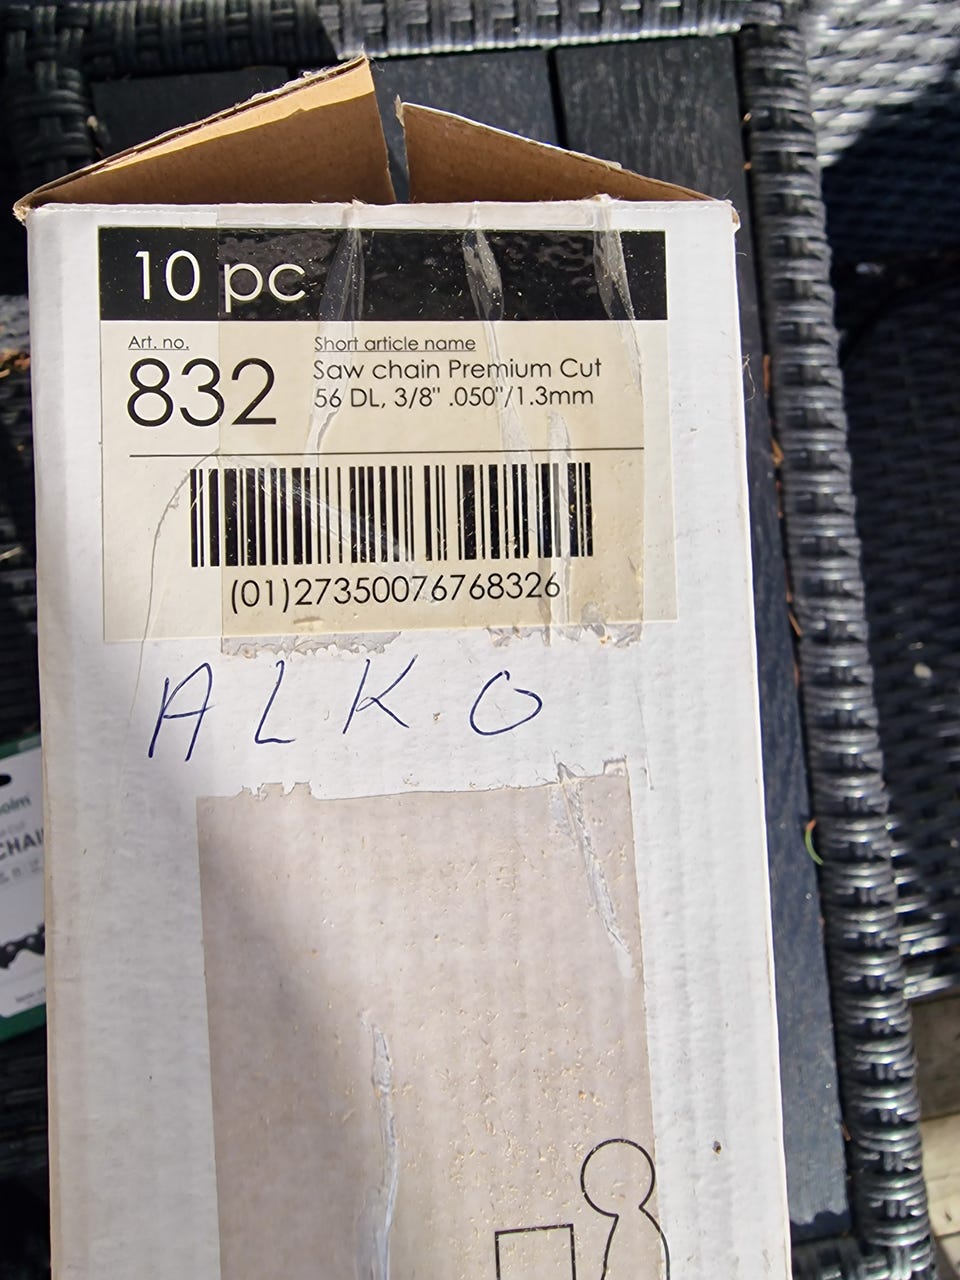 10 pc
Art. no.
832
Short article name
Saw chain Premium Cut
56 DL, 3/8" .050"/1.3mm
(01)27350076768326
ALKO